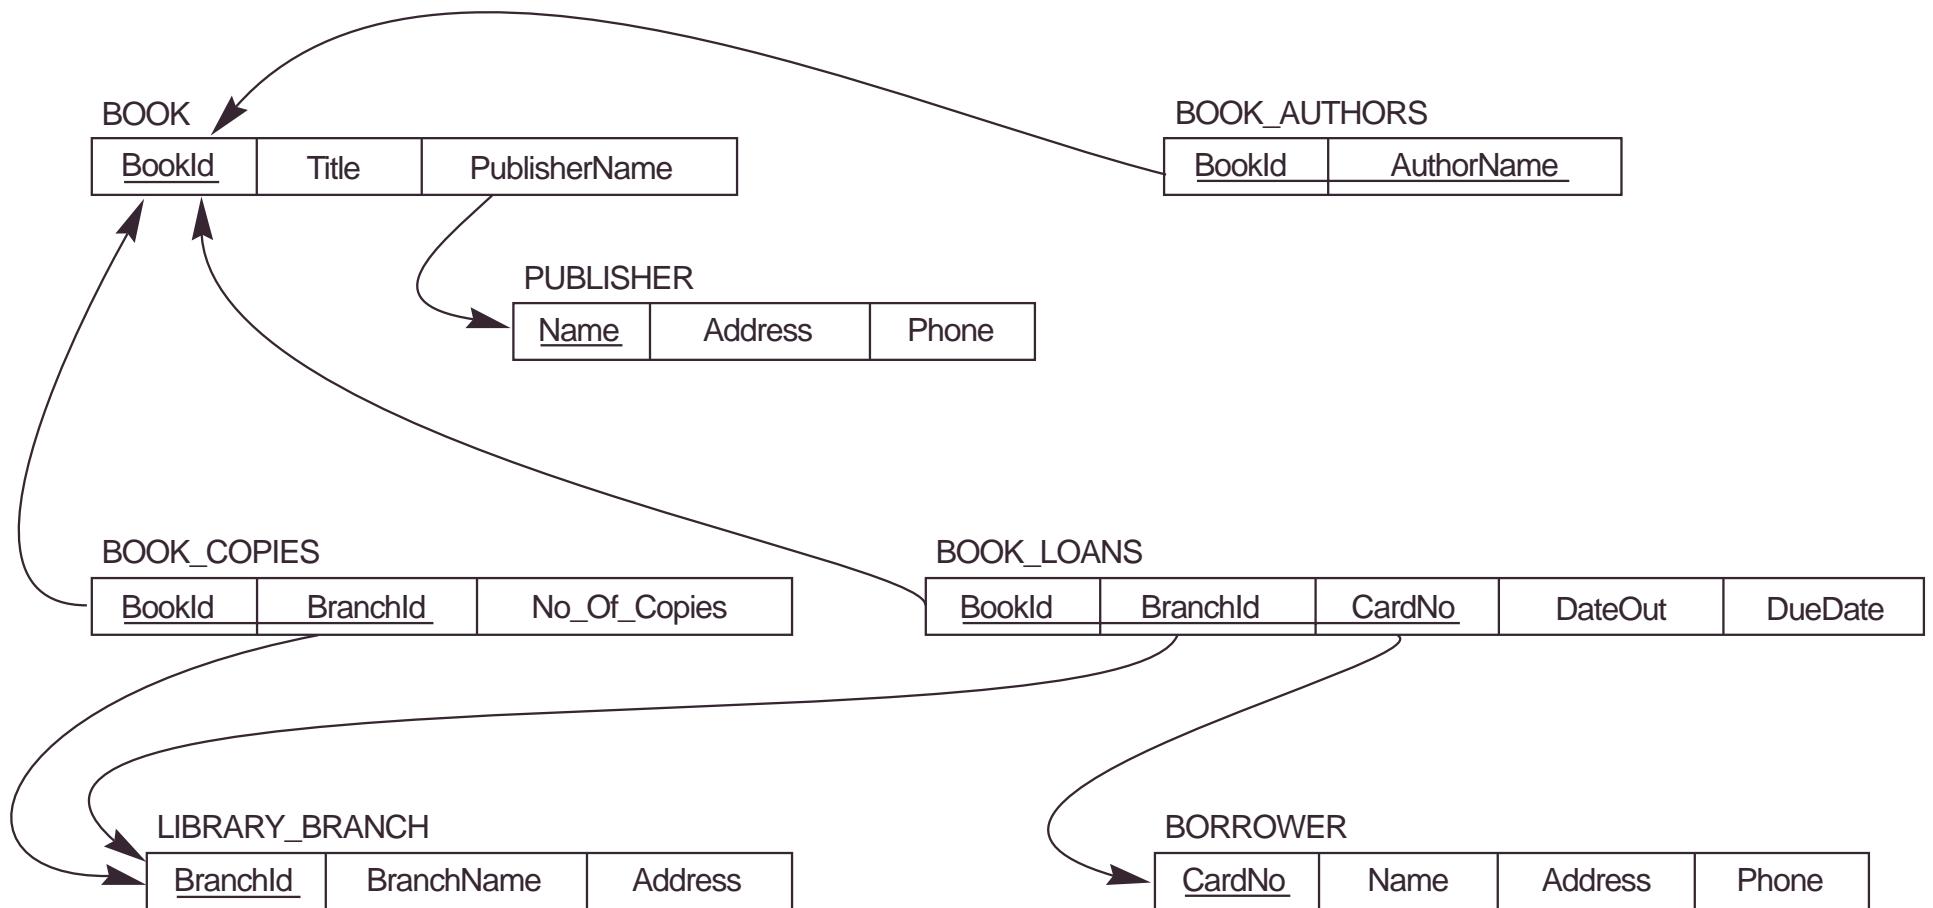 BOOK
BookId Title PublisherName
BOOK_AUTHORS
BookId AuthorName
PUBLISHER
Name Address Phone
BOOK_COPIES
BookId BranchId No_Of_Copies
BOOK_LOANS
BookId BranchId CardNo DateOut DueDate
LIBRARY_BRANCH
BranchId BranchName Address
BORROWER
CardNo Name Address Phone